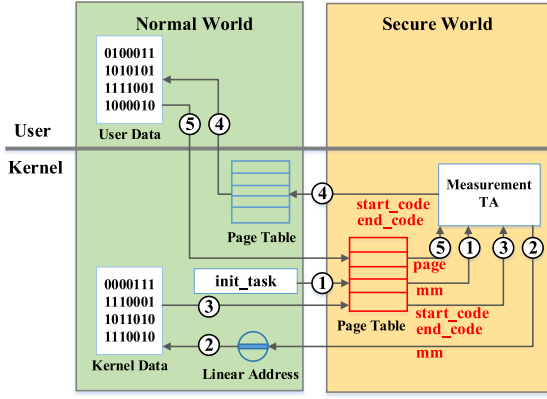 Normal World
Secure World
0100011
1010101
1111001
1000010
User Data
5
4
User
Kernel
4
Measurement
TA
start_code
end_code
Page Table
5
1
3
2
page
0000111
1110001
1011010
1110010
init_task
1
mm
3
start_code
end_code
Page Table
2
mm
Kernel Data
Linear Address